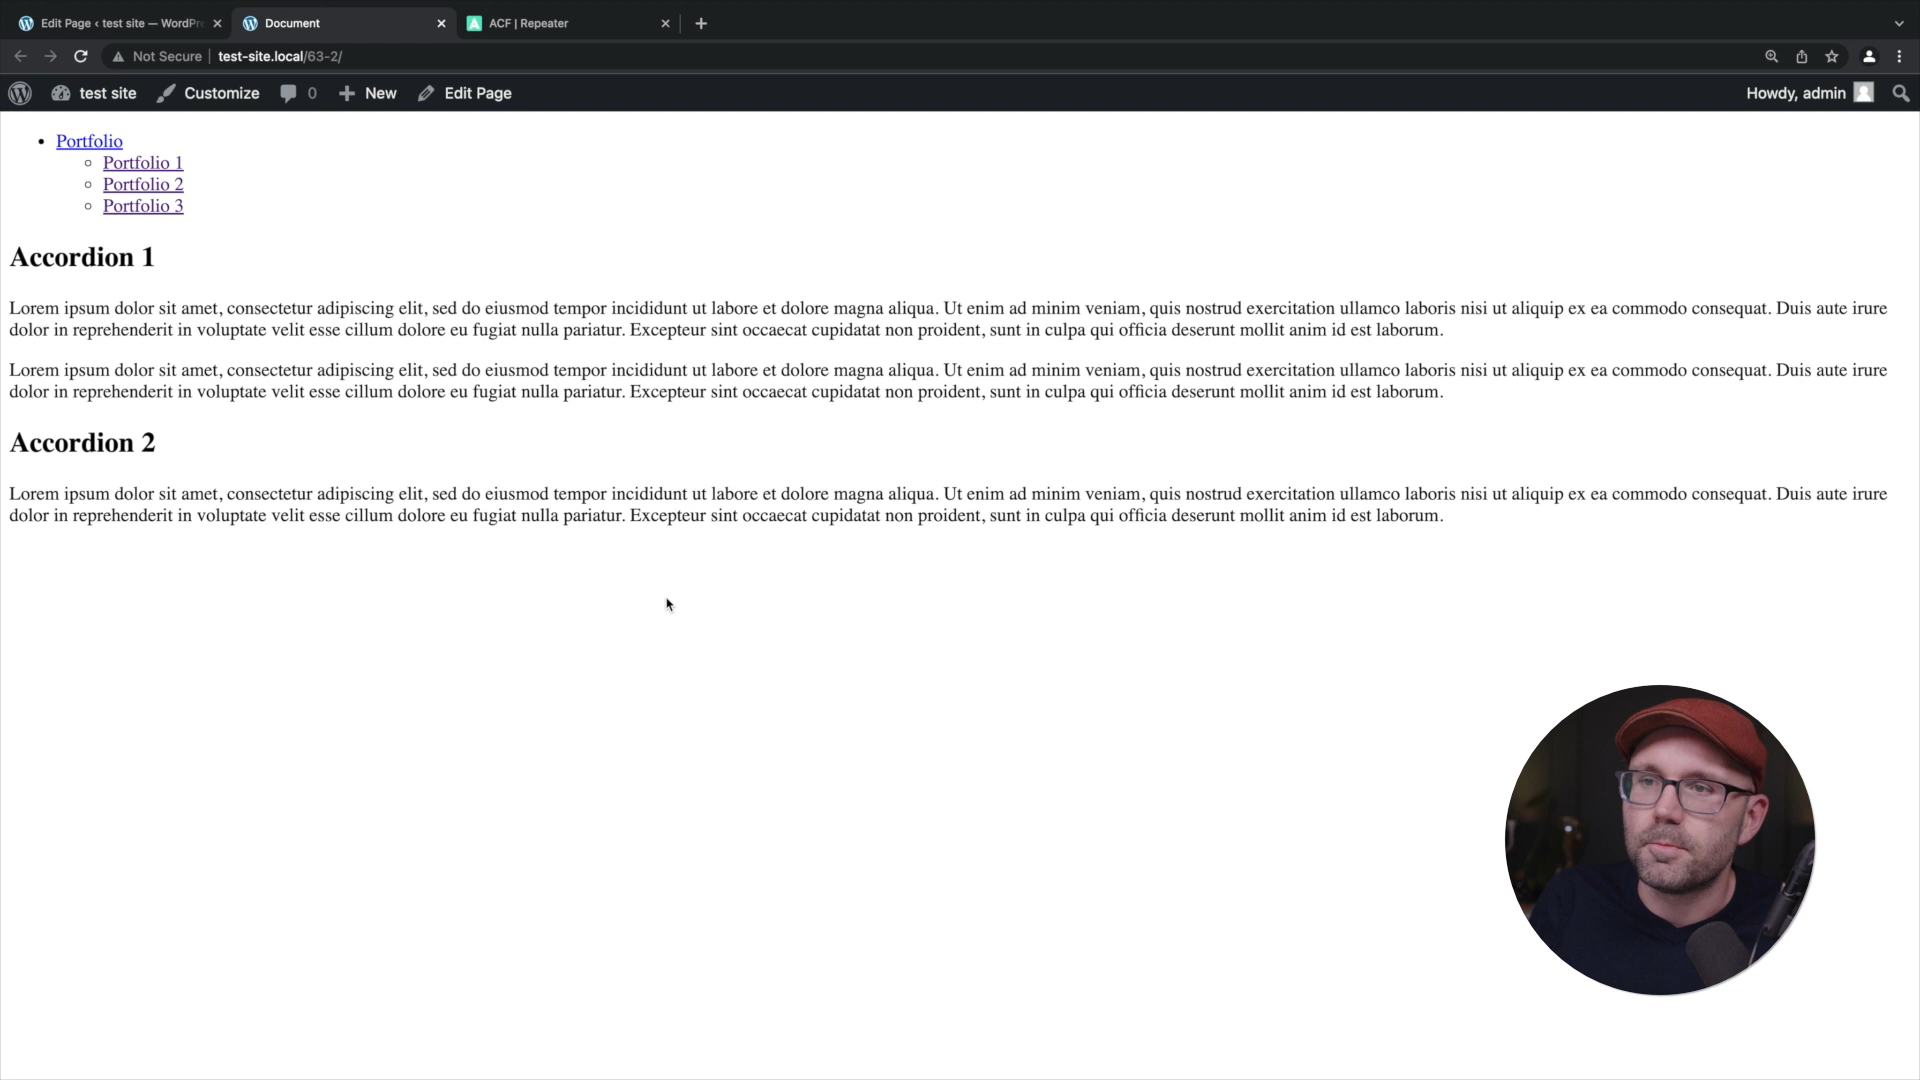 Edit Page ‹ test site — WordPr
Document
ACF | Repeater
Not Secure
test-site.local/63-2/
test site
Customize
0
New
Edit Page
Howdy, admin
Portfolio
Portfolio 1
Portfolio 2
Portfolio 3
Accordion 1
Lorem ipsum dolor sit amet, consectetur adipiscing elit, sed do eiusmod tempor incididunt ut labore et dolore magna aliqua. Ut enim ad minim veniam, quis nostrud exercitation ullamco laboris nisi ut aliquip ex ea commodo consequat. Duis aute irure
dolor in reprehenderit in voluptate velit esse cillum dolore eu fugiat nulla pariatur. Excepteur sint occaecat cupidatat non proident, sunt in culpa qui officia deserunt mollit anim id est laborum.
Lorem ipsum dolor sit amet, consectetur adipiscing elit, sed do eiusmod tempor incididunt ut labore et dolore magna aliqua. Ut enim ad minim veniam, quis nostrud exercitation ullamco laboris nisi ut aliquip ex ea commodo consequat. Duis aute irure
dolor in reprehenderit in voluptate velit esse cillum dolore eu fugiat nulla pariatur. Excepteur sint occaecat cupidatat non proident, sunt in culpa qui officia deserunt mollit anim id est laborum.
Accordion 2
Lorem ipsum dolor sit amet, consectetur adipiscing elit, sed do eiusmod tempor incididunt ut labore et dolore magna aliqua. Ut enim ad minim veniam, quis nostrud exercitation ullamco laboris nisi ut aliquip ex ea commodo consequat. Duis aute irure
dolor in reprehenderit in voluptate velit esse cillum dolore eu fugiat nulla pariatur. Excepteur sint occaecat cupidatat non proident, sunt in culpa qui officia deserunt mollit anim id est laborum.